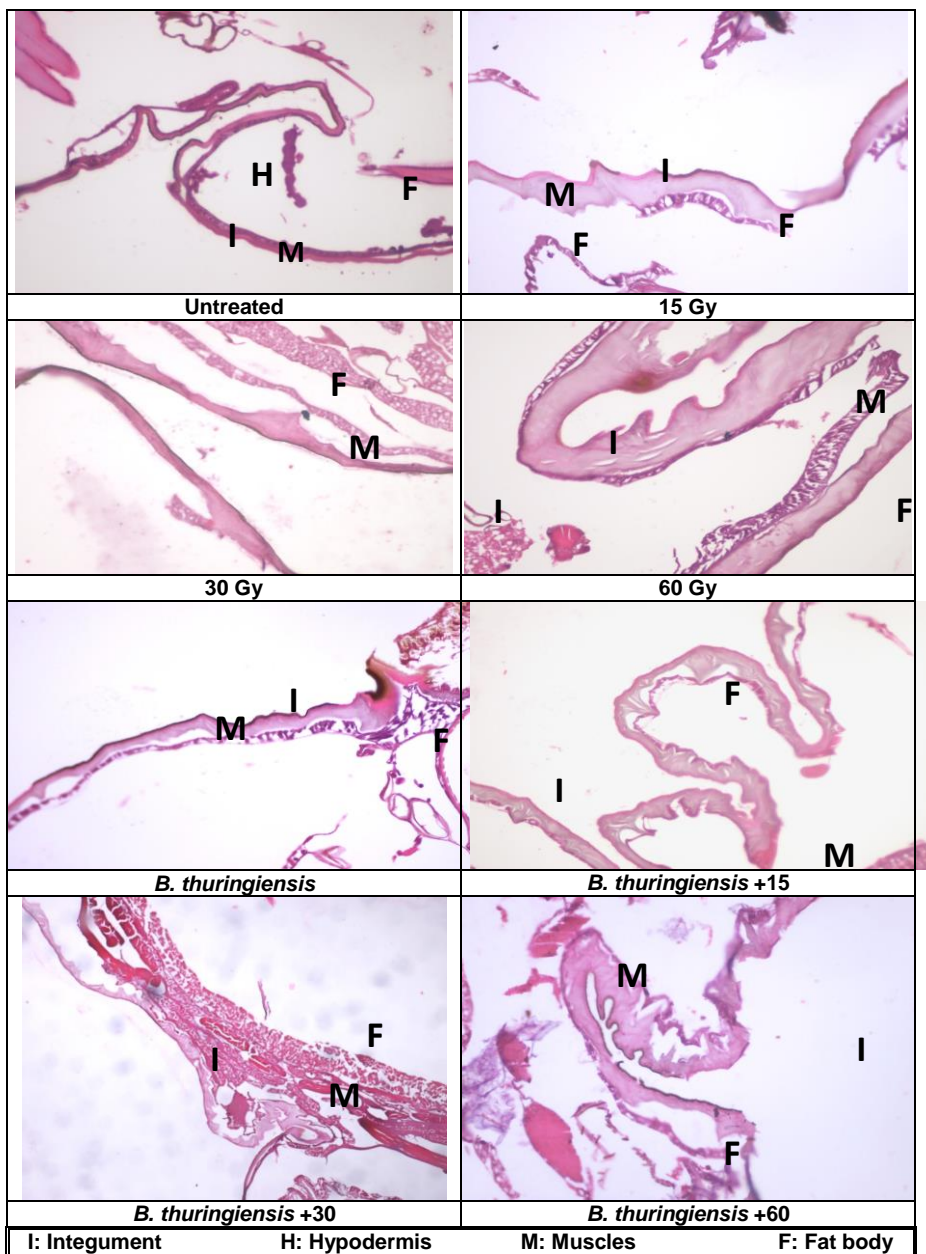 H
F
I M
Untreated
I
M
F
F
15 Gy
F
M
30 Gy
M
I
I
F
60 Gy
I
M
F
B. thuringiensis
F
I
M
B. thuringiensis +15
F
I
M
B. thuringiensis +30
M
I
F
B. thuringiensis +60
I: Integument H: Hypodermis M: Muscles F: Fat body